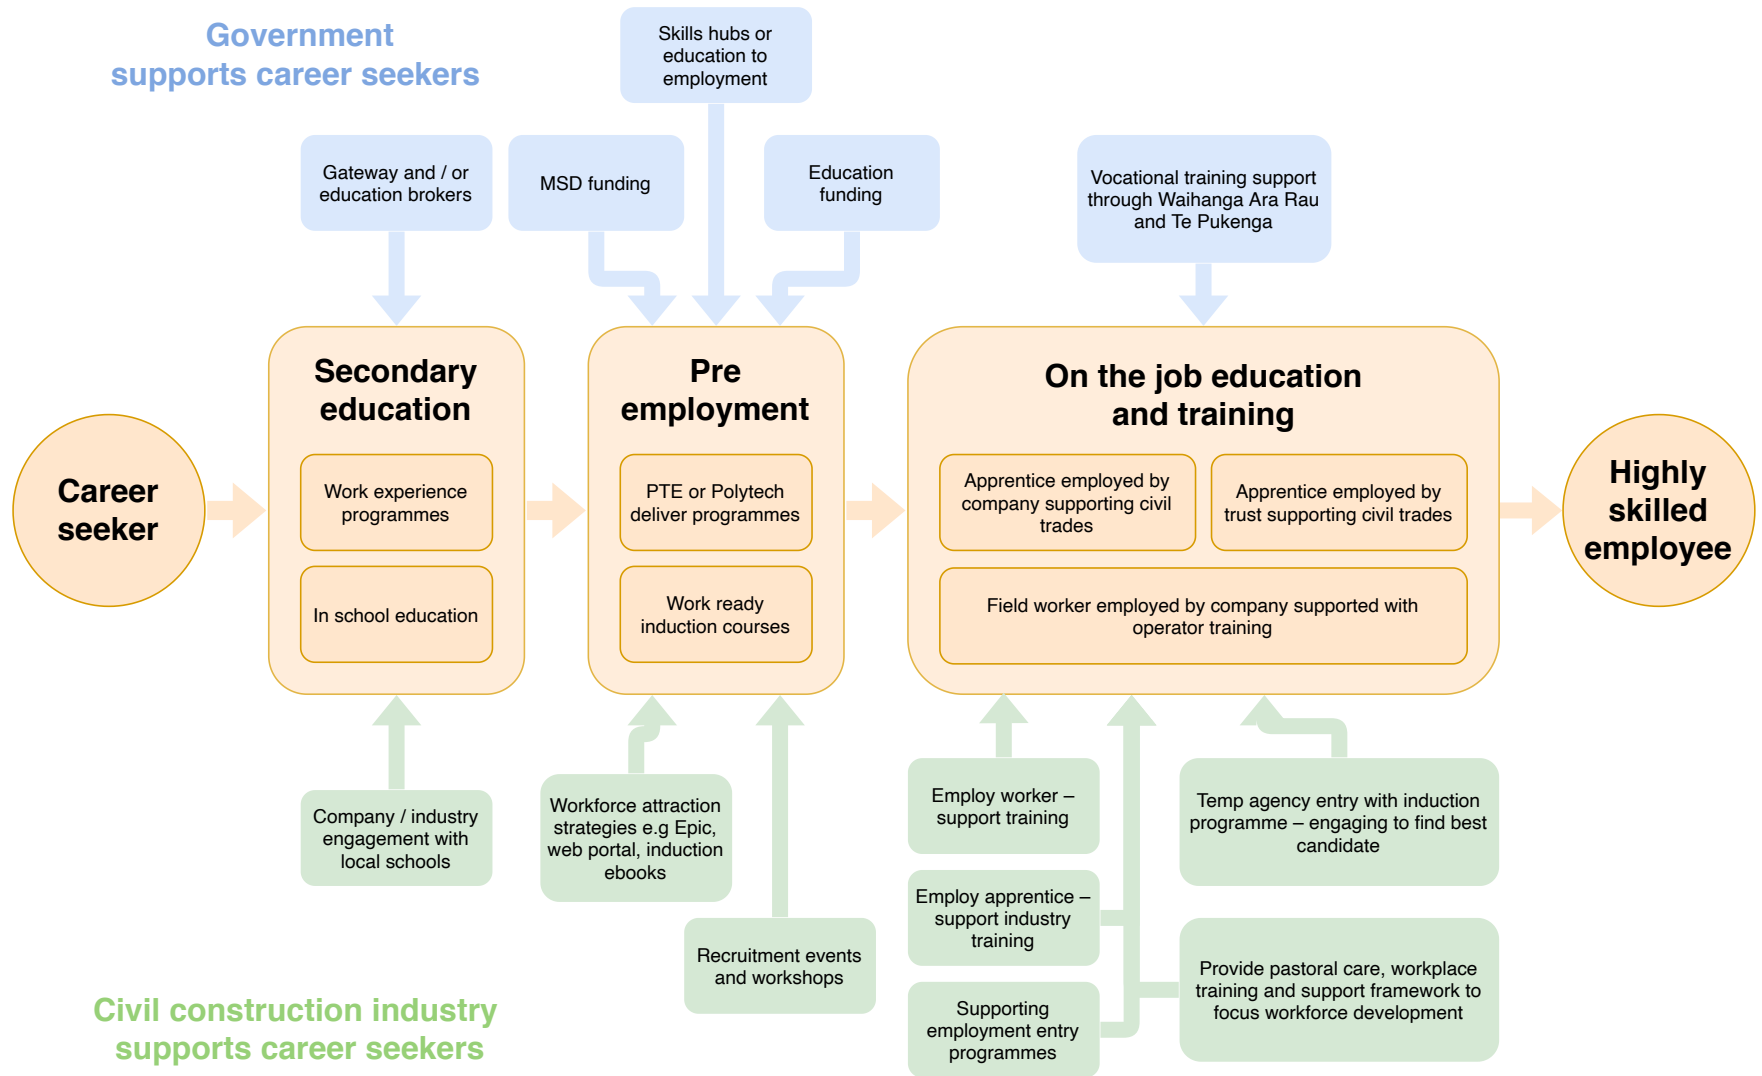 Government
supports career seekers
Skills hubs or
education to
employment
Gateway and / or
education brokers
MSD funding
Education
funding
Vocational training support
through Waihanga Ara Rau
and Te Pukenga
Career
seeker
Secondary
education
Work experience
programmes
In school education
Pre
employment
PTE or Polytech
deliver programmes
Work ready
induction courses
On the job education
and training
Apprentice employed by
company supporting civil
trades
Apprentice employed by
trust supporting civil trades
Field worker employed by company supported with
operator training
Highly
skilled
employee
Company / industry
engagement with
local schools
Workforce attraction
strategies e.g Epic,
web portal, induction
ebooks
Recruitment events
and workshops
Employ worker –
support training
Employ apprentice –
support industry
training
Supporting
employment entry
programmes
Temp agency entry with induction
programme – engaging to find best
candidate
Provide pastoral care, workplace
training and support framework to
focus workforce development
Civil construction industry
supports career seekers